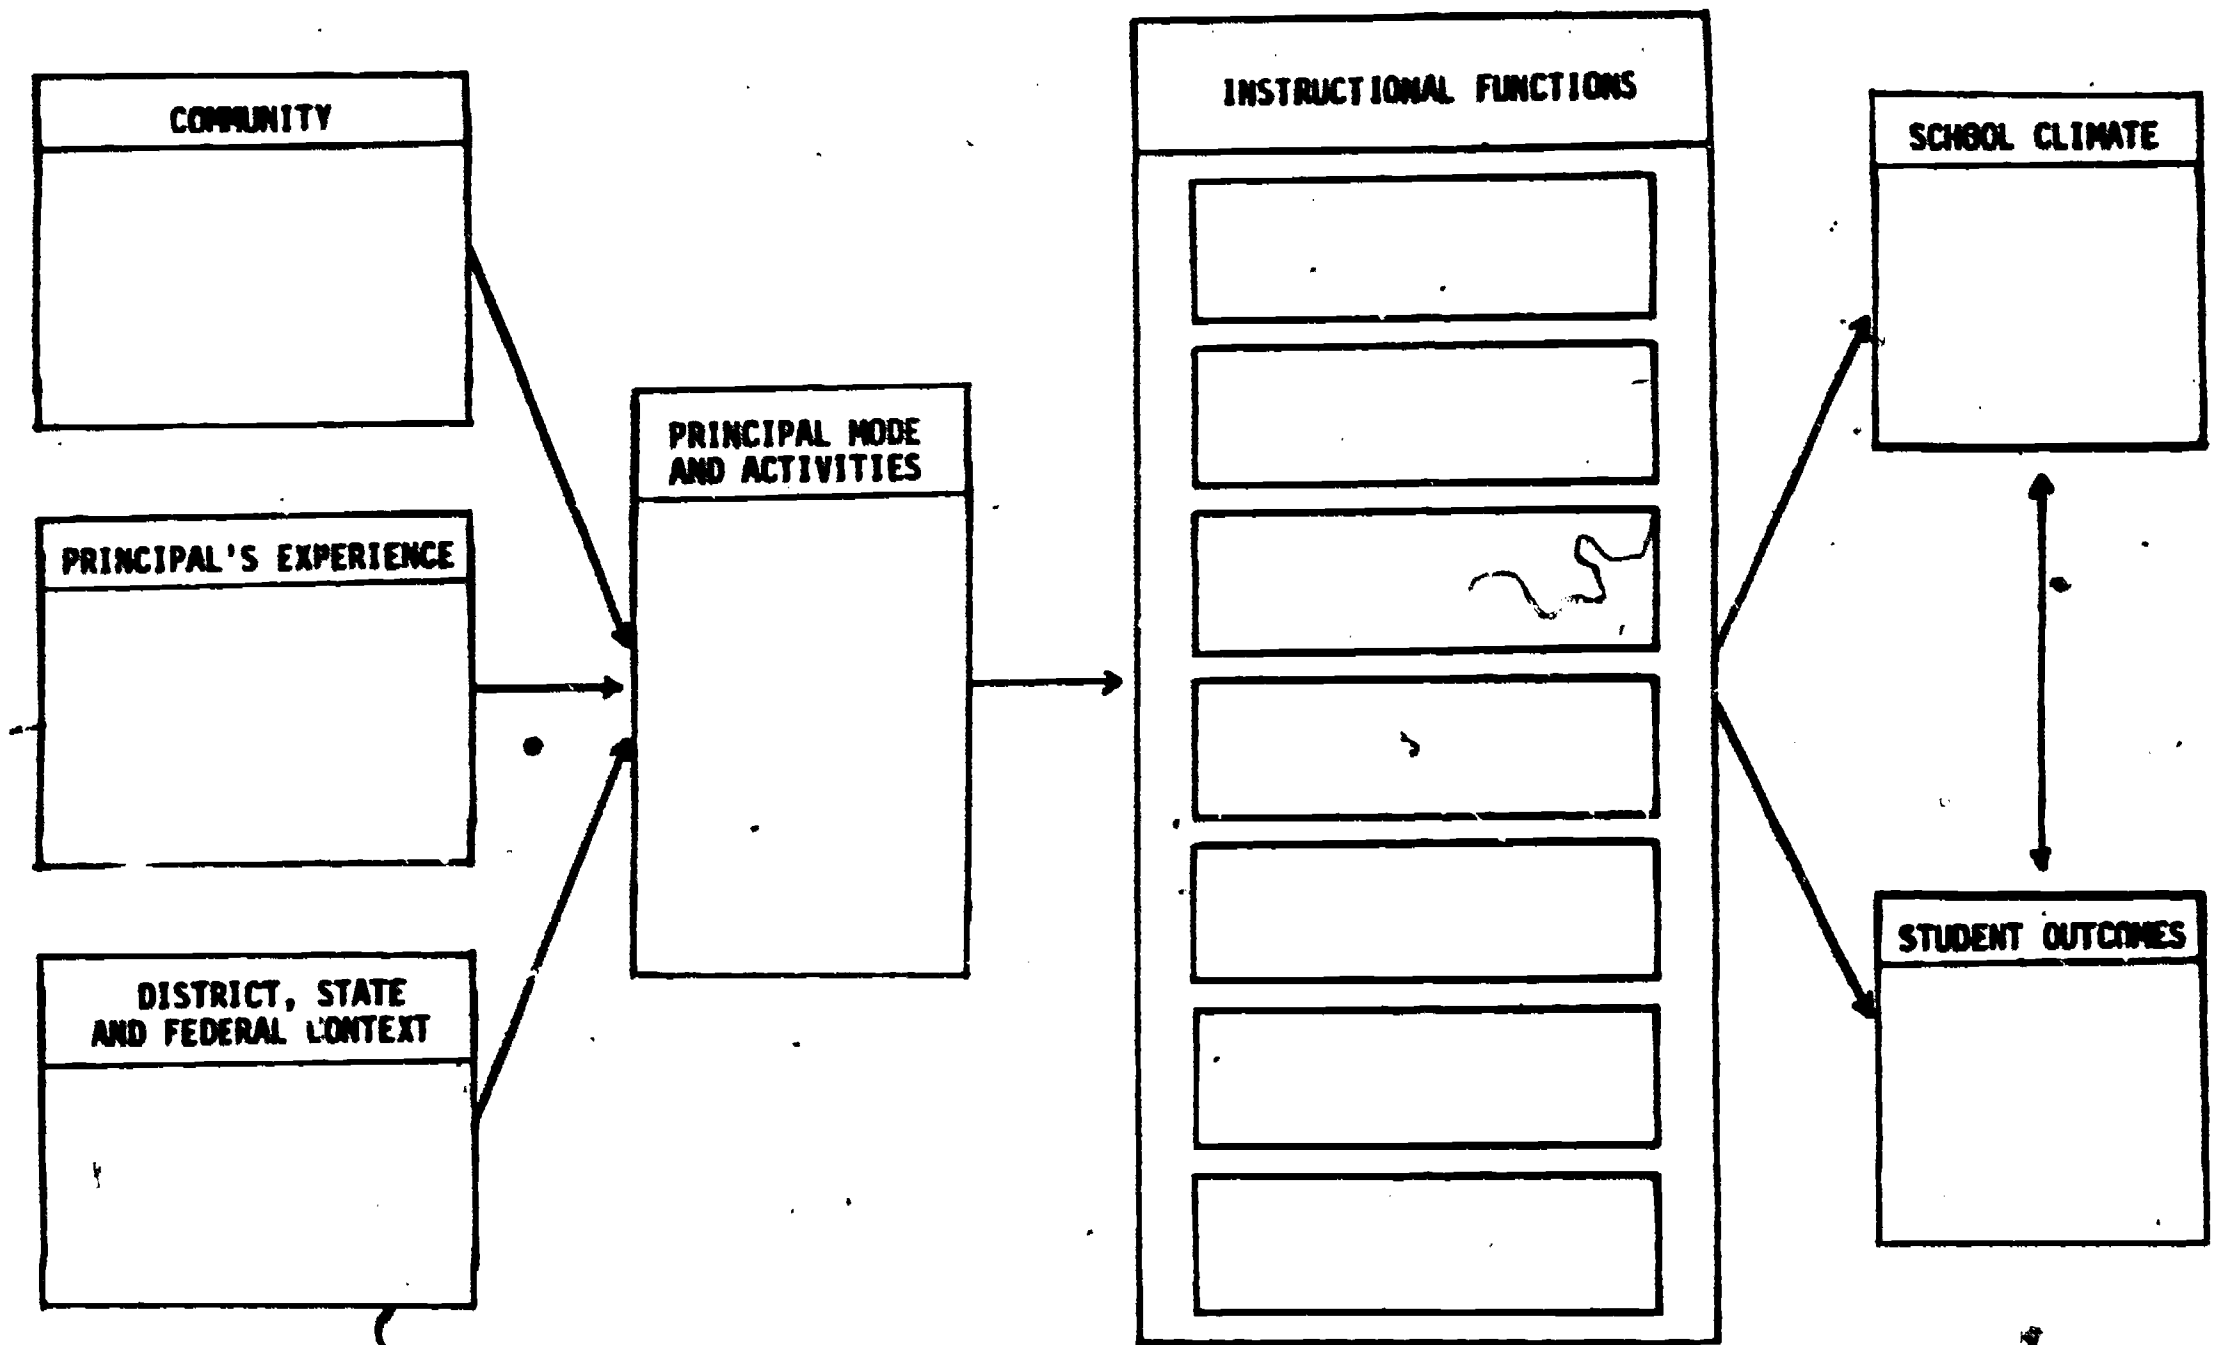 COMMUNITY
PRINCIPAL'S EXPERIENCE
DISTRICT, STATE
AND FEDERAL CONTEXT
PRINCIPAL MODE
AND ACTIVITIES
INSTRUCTIONAL FUNCTIONS
SCHOOL CLIMATE
STUDENT OUTCOMES